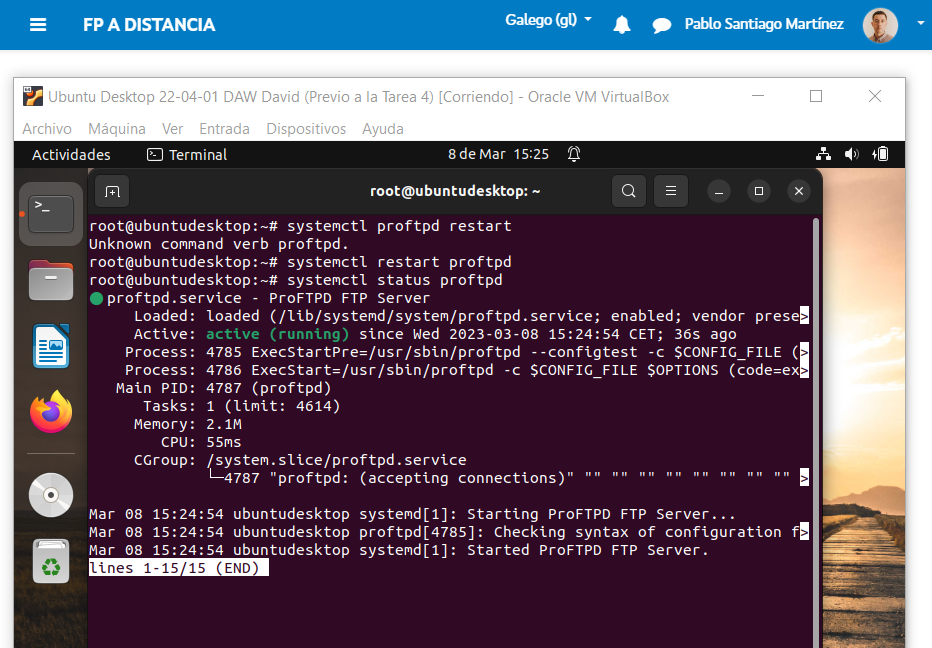 FP A DISTANCIA
Galego (gl)
Pablo Santiago Martínez
Ubuntu Desktop 22-04-01 DAW David (Previo a la Tarea 4) [Corriendo] - Oracle VM VirtualBox
Archivo Máquina Ver Entrada Dispositivos Ayuda
Actividades Terminal 8 de Mar 15:25
root@ubuntudesktop: ~
root@ubuntudesktop:~# systemctl proftpd restart
Unknown command verb proftpd.
root@ubuntudesktop:~# systemctl restart proftpd
root@ubuntudesktop:~# systemctl status proftpd
● proftpd.service - ProFTPD FTP Server
Loaded: loaded (/lib/systemd/system/proftpd.service; enabled; vendor prese>
Active: active (running) since Wed 2023-03-08 15:24:54 CET; 36s ago
Process: 4785 ExecStartPre=/usr/sbin/proftpd --configtest -c $CONFIG_FILE (>
Process: 4786 ExecStart=/usr/sbin/proftpd -c $CONFIG_FILE $OPTIONS (code=ex>
Main PID: 4787 (proftpd)
Tasks: 1 (limit: 4614)
Memory: 2.1M
CPU: 55ms
CGroup: /system.slice/proftpd.service
└─4787 "proftpd: (accepting connections)" "" "" "" "" "" "" "" "" >
Mar 08 15:24:54 ubuntudesktop systemd[1]: Starting ProFTPD FTP Server...
Mar 08 15:24:54 ubuntudesktop proftpd[4785]: Checking syntax of configuration f>
Mar 08 15:24:54 ubuntudesktop systemd[1]: Started ProFTPD FTP Server.
lines 1-15/15 (END)